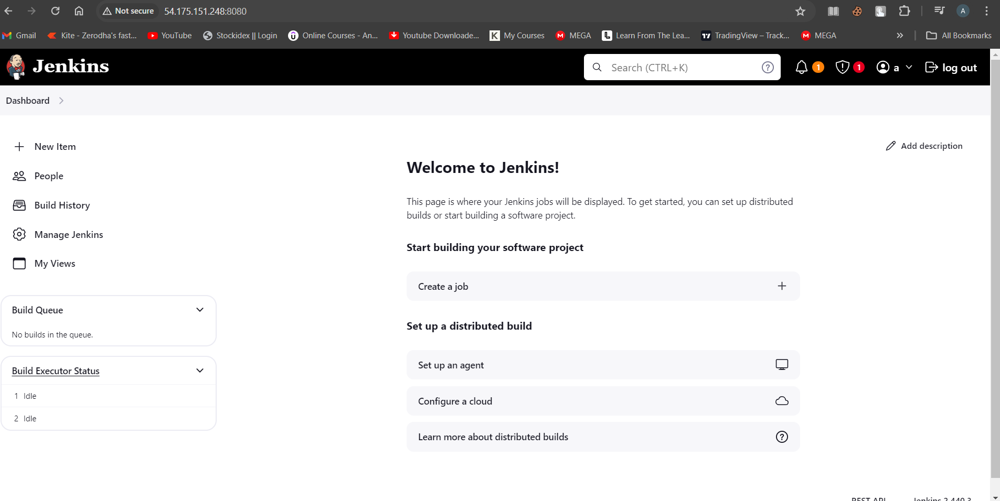 Not secure 54.175.151.248:8080 A
Gmail Kite - Zerodha's fast... YouTube Stockidex || Login Online Courses - An... Youtube Downloade... K My Courses M MEGA Learn From The Lea... TradingView – Track... M MEGA » All Bookmarks
Jenkins Search (CTRL+K) ? 1 1 a log out
Dashboard
New Item
Add description
People
Build History
Manage Jenkins
My Views
Build Queue
No builds in the queue.
Build Executor Status
1 Idle
2 Idle
Welcome to Jenkins!
This page is where your Jenkins jobs will be displayed. To get started, you can set up distributed
builds or start building a software project.
Start building your software project
Create a job
Set up a distributed build
Set up an agent
Configure a cloud
Learn more about distributed builds
REST API Jenkins 2.440.3